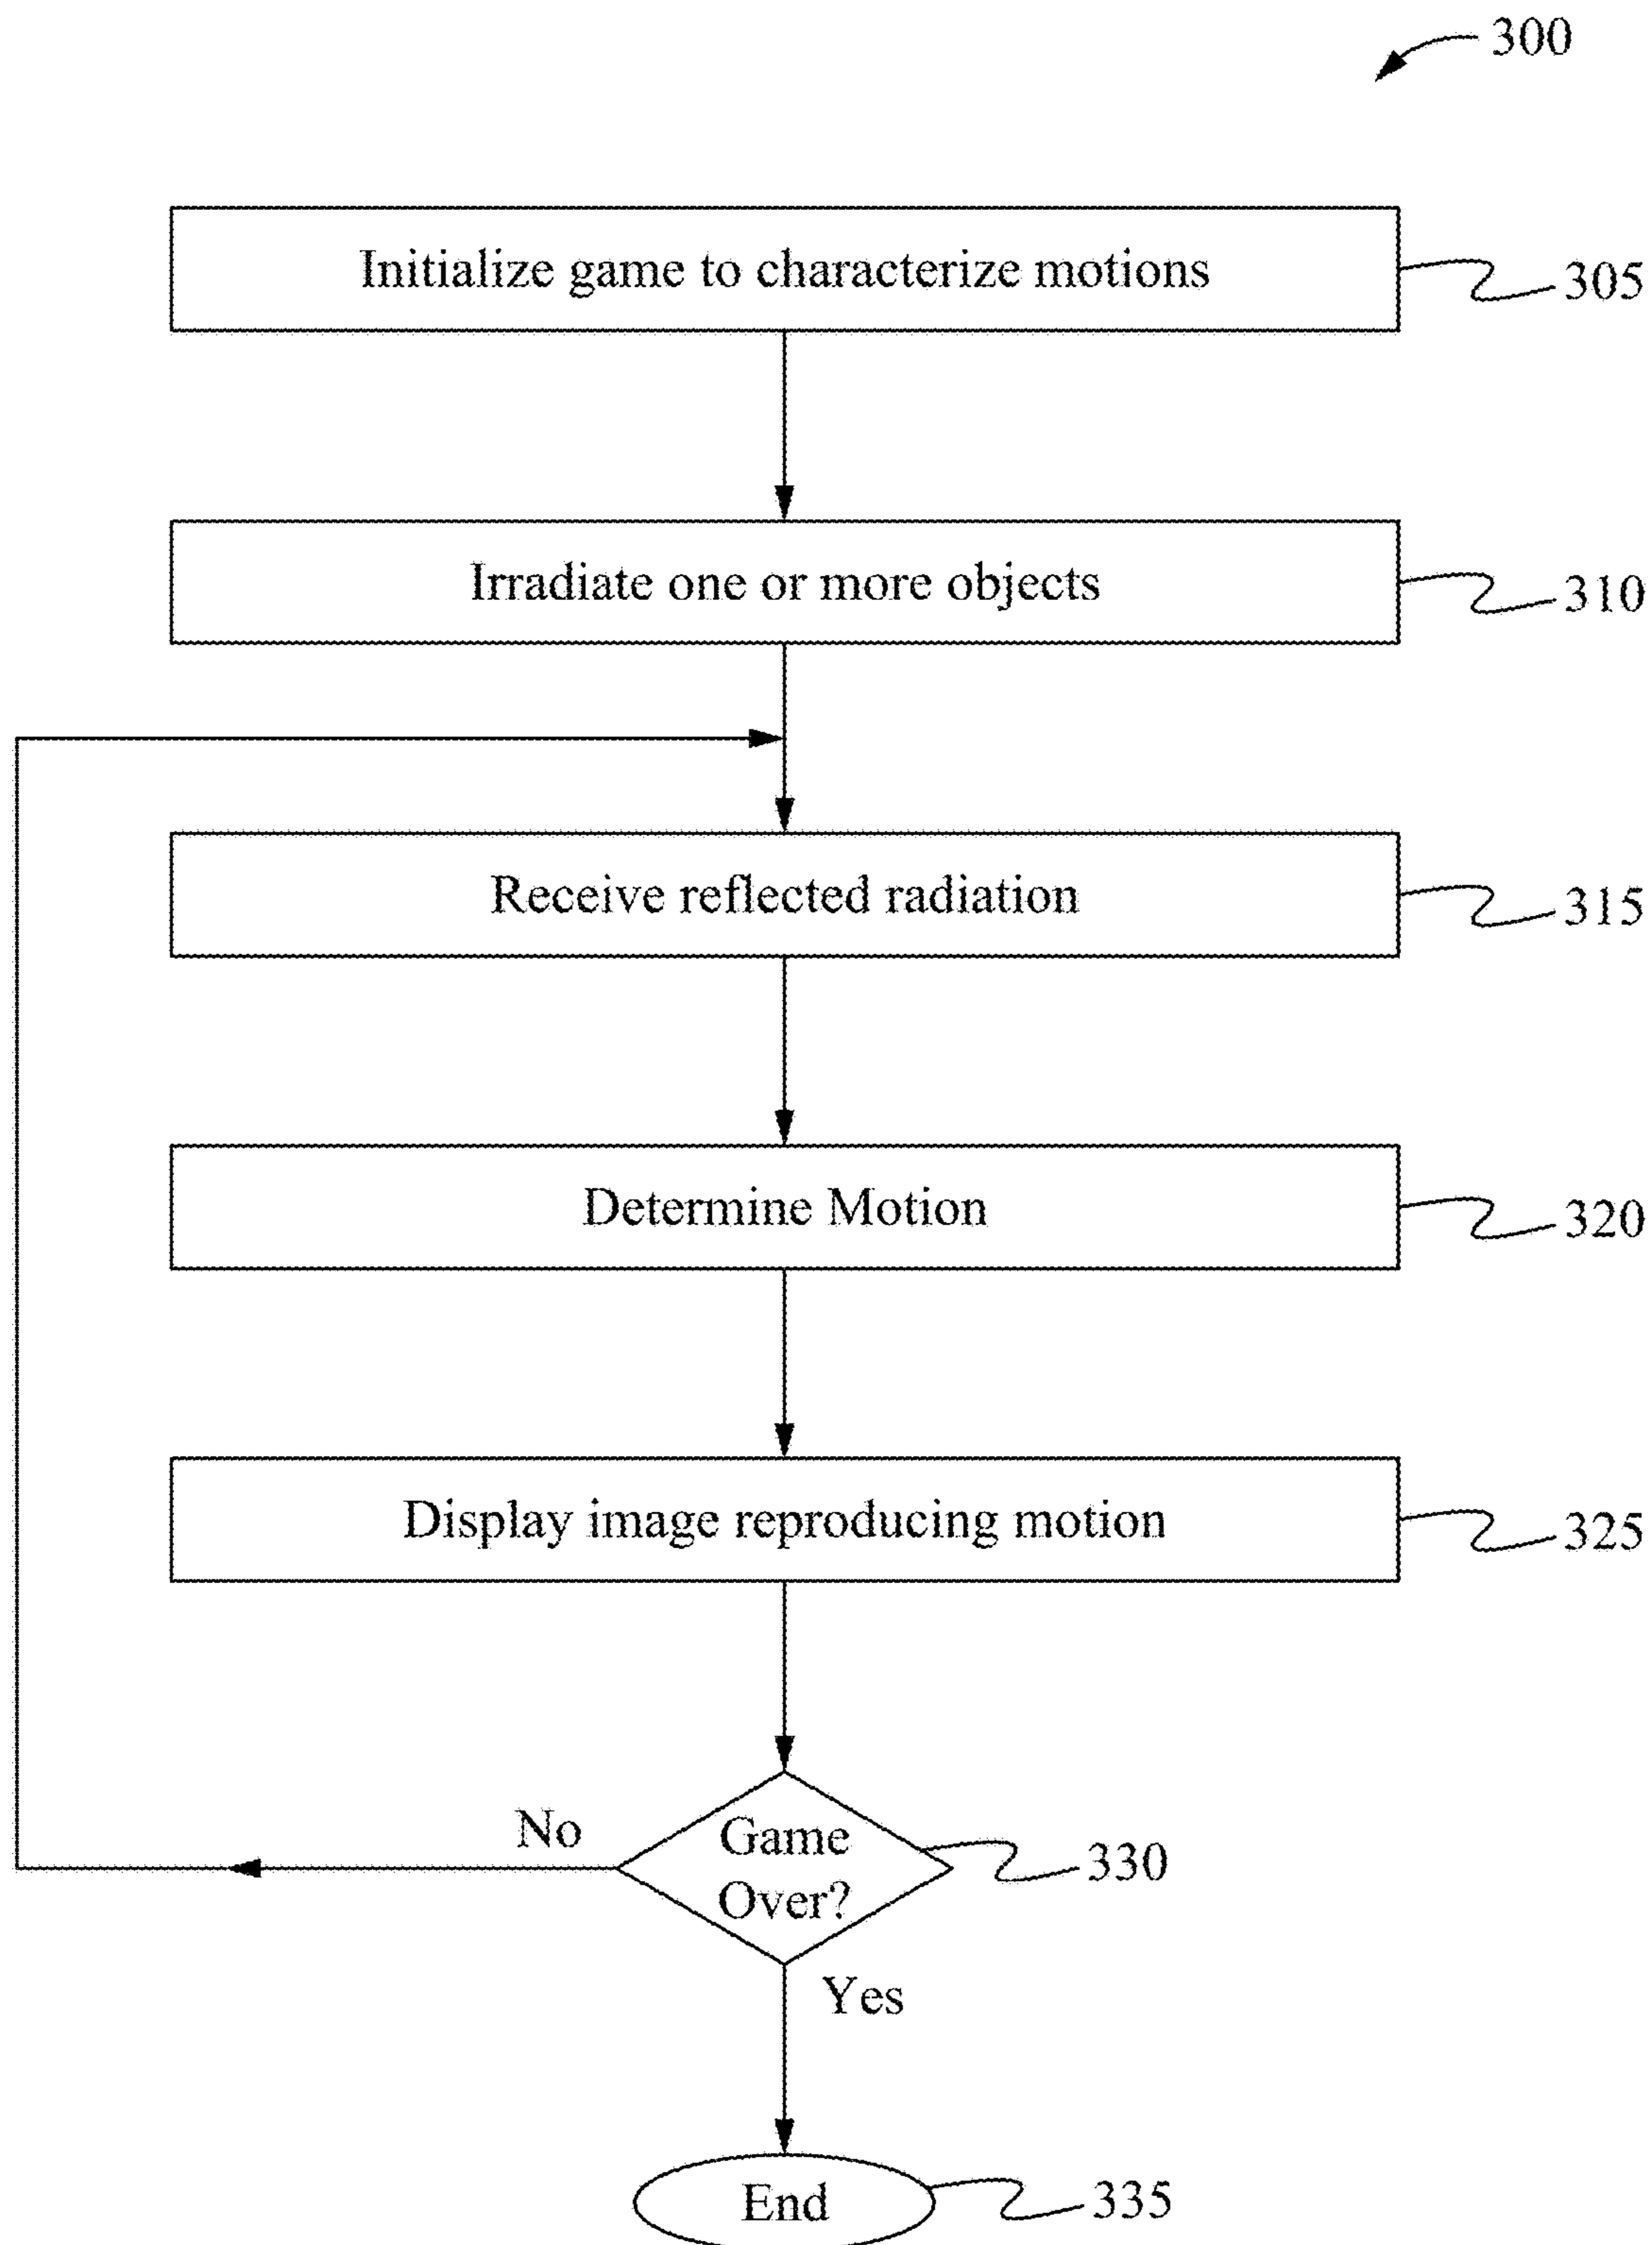 300
Initialize game to characterize motions
305
Irradiate one or more objects
310
Receive reflected radiation
315
Determine Motion
320
Display image reproducing motion
325
No
Game
Over?
330
Yes
End
335